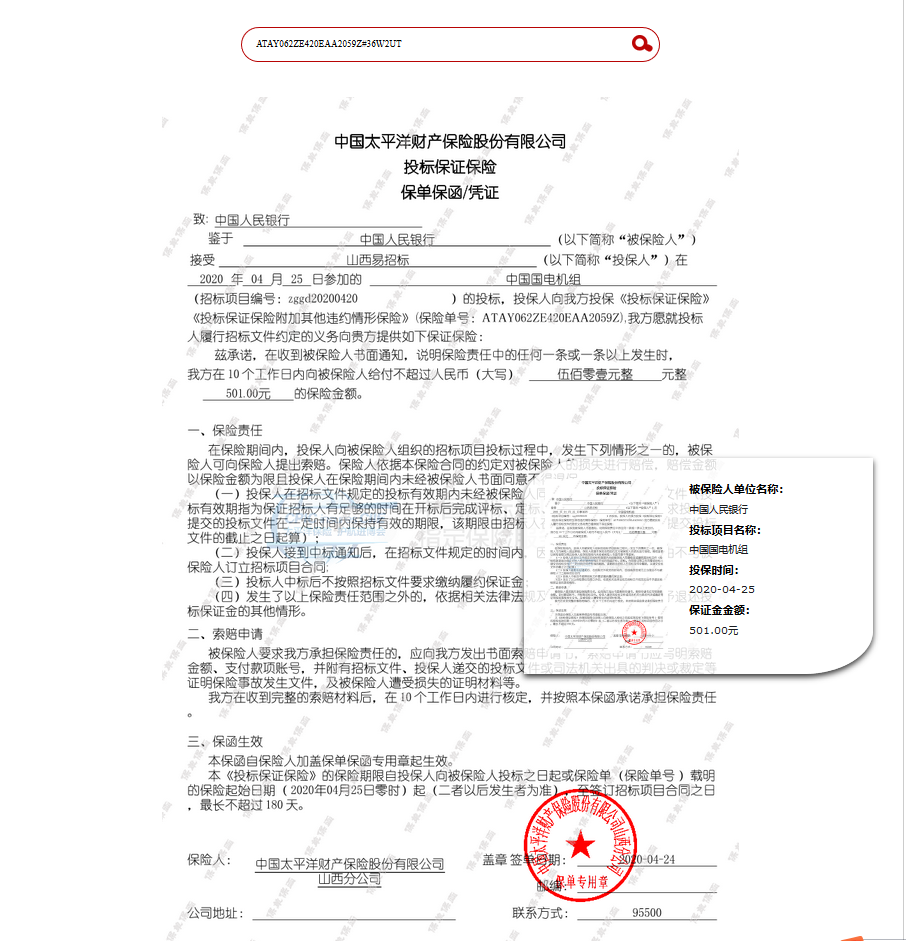 ATAY062ZE420EAA2059Z#36W2UT
中国太平洋财产保险股份有限公司
投标保证保险
保单保函/凭证
致: 中国人民银行
鉴于 中国人民银行 (以下简称“被保险人”)
接受 山西易招标 (以下简称“投保人”)在
2020 年 04 月 25 日参加的 中国国电机组
(招标项目编号: zggd20200420 )的投标, 投保人向我方投保《投标保证保险》
《投标保证保险附加其他违约情形保险》(保险单号: ATAY062ZE420EAA2059Z),我方愿就投标
人履行招标文件约定的义务向贵方提供如下保证保险:
兹承诺, 在收到被保险人书面通知, 说明保险责任中的任何一条或一条以上发生时,
我方在 10 个工作日内向被保险人给付不超过人民币(大写) 伍佰零壹元整 元整
501.00元 的保险金额。
一、保险责任
在保险期间内, 投保人向被保险人组织的招标项目投标过程中, 发生下列情形之一的, 被保
险人可向保险人提出索赔。保险人依据本保险合同的约定对被保险人的损失进行赔偿, 赔偿金额
以保险金额为限且投保人在保险期间内未经被保险人书面同意不
(一)投保人在招标文件规定的投标有效期内未经被保险人
标有效期指为保证招标人有足够的时间在开标后完成评标、定
提交的投标文件在一定时间内保持有效的期限, 该期限由招标人
文件的截止之日起算);
(二)投保人接到中标通知后, 在招标文件规定的时间内
保险人订立招标项目合同;
(三)投保人中标后不按照招标文件要求缴纳履约保证金
(四)发生了以上保险责任范围之外的, 依据相关法律法规
标保证金的其他情形。
二、索赔申请
被保险人要求我方承担保险责任的, 应向我方发出书面索赔申请书, 索赔申请书应写明索赔
金额、支付款项账号, 并附有招标文件、投保人递交的投标文件或司法机关出具的判决或裁定等
证明保险事故发生文件, 及被保险人遭受损失的证明材料等。
我方在收到完整的索赔材料后, 在 10 个工作日内进行核定, 并按照本保函承诺承担保险责任
。
三、保函生效
本保函自保险人加盖保单保函专用章起生效。
本《投标保证保险》的保险期限自投保人向被保险人投标之日起或保险单(保险单号)载明
的保险起始日期(2020年04月25日零时)起(二者以后发生者为准), 至签订招标项目合同之日
, 最长不超过 180 天。
保险人: 中国太平洋财产保险股份有限公司 盖章 签单日期: 2020-04-24
山西分公司 邮编:
公司地址: 联系方式: 95500
中国太平洋财产保险股份有限公司山西分公司
保单专用章
被保险人单位名称:
中国人民银行
投标项目名称:
中国国电机组
投保时间:
2020-04-25
保证金金额:
501.00元